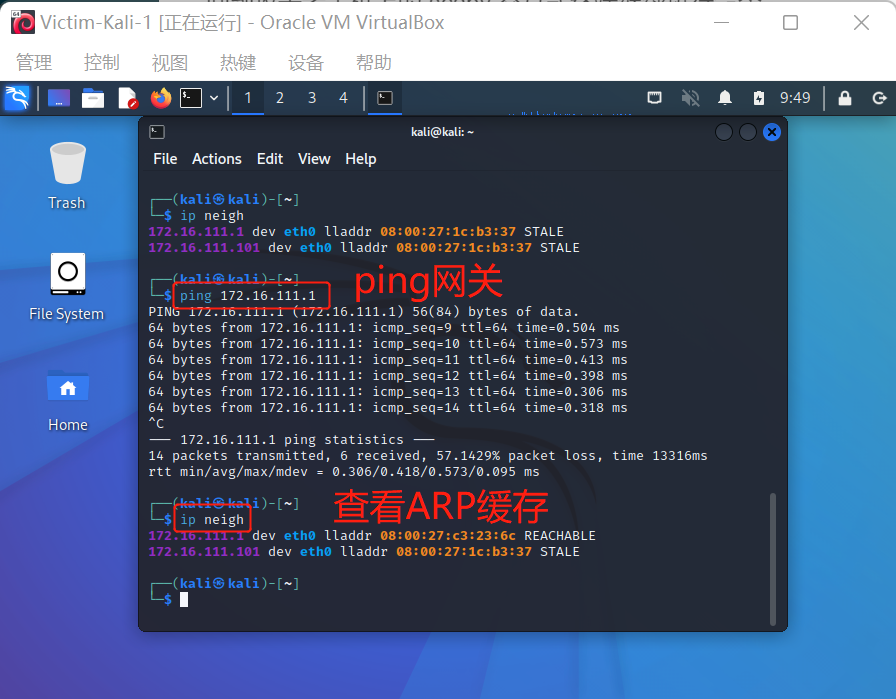 Victim-Kali-1 [正在运行] - Oracle VM VirtualBox
管理 控制 视图 热键 设备 帮助
1 2 3 4 9:49
kali@kali: ~
File Actions Edit View Help
Trash
File System
Home
┌──(kali㉿kali)-[~]
└─$ ip neigh
172.16.111.1 dev eth0 lladdr 08:00:27:1c:b3:37 STALE
172.16.111.101 dev eth0 lladdr 08:00:27:1c:b3:37 STALE
┌──(kali㉿kali)-[~]
ping网关
└─$ ping 172.16.111.1
PING 172.16.111.1 (172.16.111.1) 56(84) bytes of data.
64 bytes from 172.16.111.1: icmp_seq=9 ttl=64 time=0.504 ms
64 bytes from 172.16.111.1: icmp_seq=10 ttl=64 time=0.573 ms
64 bytes from 172.16.111.1: icmp_seq=11 ttl=64 time=0.413 ms
64 bytes from 172.16.111.1: icmp_seq=12 ttl=64 time=0.398 ms
64 bytes from 172.16.111.1: icmp_seq=13 ttl=64 time=0.306 ms
64 bytes from 172.16.111.1: icmp_seq=14 ttl=64 time=0.318 ms
^C
── 172.16.111.1 ping statistics ──
14 packets transmitted, 6 received, 57.1429% packet loss, time 13316ms
rtt min/avg/max/mdev = 0.306/0.418/0.573/0.095 ms
┌──(kali㉿kali)-[~]
查看ARP缓存
└─$ ip neigh
172.16.111.1 dev eth0 lladdr 08:00:27:c3:23:6c REACHABLE
172.16.111.101 dev eth0 lladdr 08:00:27:1c:b3:37 STALE
┌──(kali㉿kali)-[~]
└─$